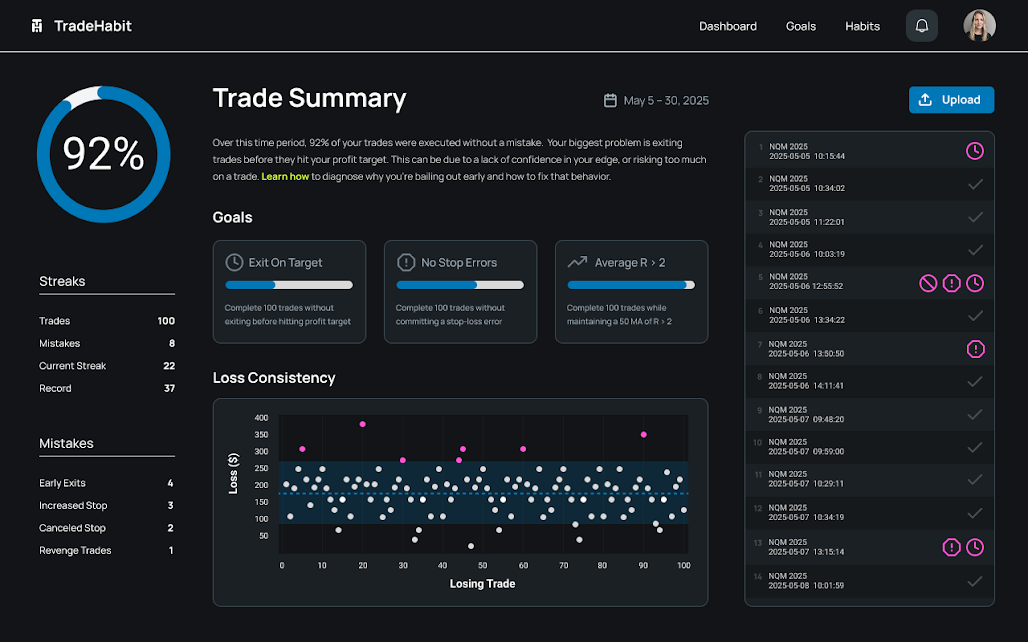 TradeHabit
Dashboard
Goals
Habits
92%
Trade Summary
May 5 – 30, 2025
Upload
Over this time period, 92% of your trades were executed without a mistake. Your biggest problem is exiting
trades before they hit your profit target. This can be due to a lack of confidence in your edge, or risking too much
on a trade. Learn how to diagnose why you're bailing out early and how to fix that behavior.
Streaks
Trades 100
Mistakes 8
Current Streak 22
Record 37
Mistakes
Early Exits 4
Increased Stop 3
Canceled Stop 2
Revenge Trades 1
Goals
Exit On Target
Complete 100 trades without
exiting before hitting profit target
No Stop Errors
Complete 100 trades without
committing a stop-loss error
Average R > 2
Complete 100 trades while
maintaining a 50 MA of R > 2
Loss Consistency
Loss ($)
400
350
300
250
200
150
100
50
0 10 20 30 40 50 60 70 80 90 100
Losing Trade
1 NQM 2025
2025-05-05 10:15:44
2 NQM 2025
2025-05-05 10:34:02
3 NQM 2025
2025-05-05 11:22:01
4 NQM 2025
2025-05-06 10:03:19
5 NQM 2025
2025-05-06 12:55:52
6 NQM 2025
2025-05-06 13:34:22
7 NQM 2025
2025-05-06 13:50:50
8 NQM 2025
2025-05-06 14:11:41
9 NQM 2025
2025-05-07 09:48:20
10 NQM 2025
2025-05-07 09:59:00
11 NQM 2025
2025-05-07 10:29:11
12 NQM 2025
2025-05-07 10:34:19
13 NQM 2025
2025-05-07 13:15:14
14 NQM 2025
2025-05-08 10:01:59